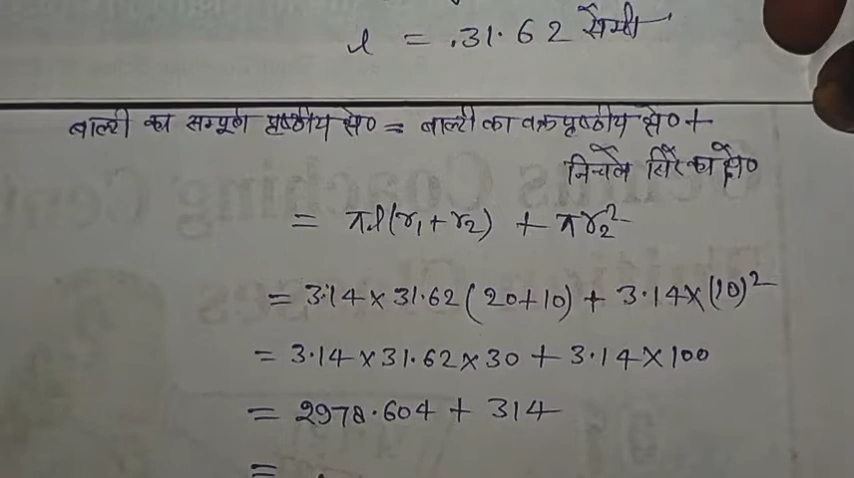 l = .31.62 सेमी
बाल्टी का सम्पूर्ण पृष्ठीय क्षे० = बाल्टी का वक्रपृष्ठीय क्षे० +
निचले सिरे का क्षे०
= πl(r₁+r₂) + πr₂²
= 3.14 × 31.62 (20+10) + 3.14 × (10)²
= 3.14 × 31.62 × 30 + 3.14 × 100
= 2978.604 + 314
=